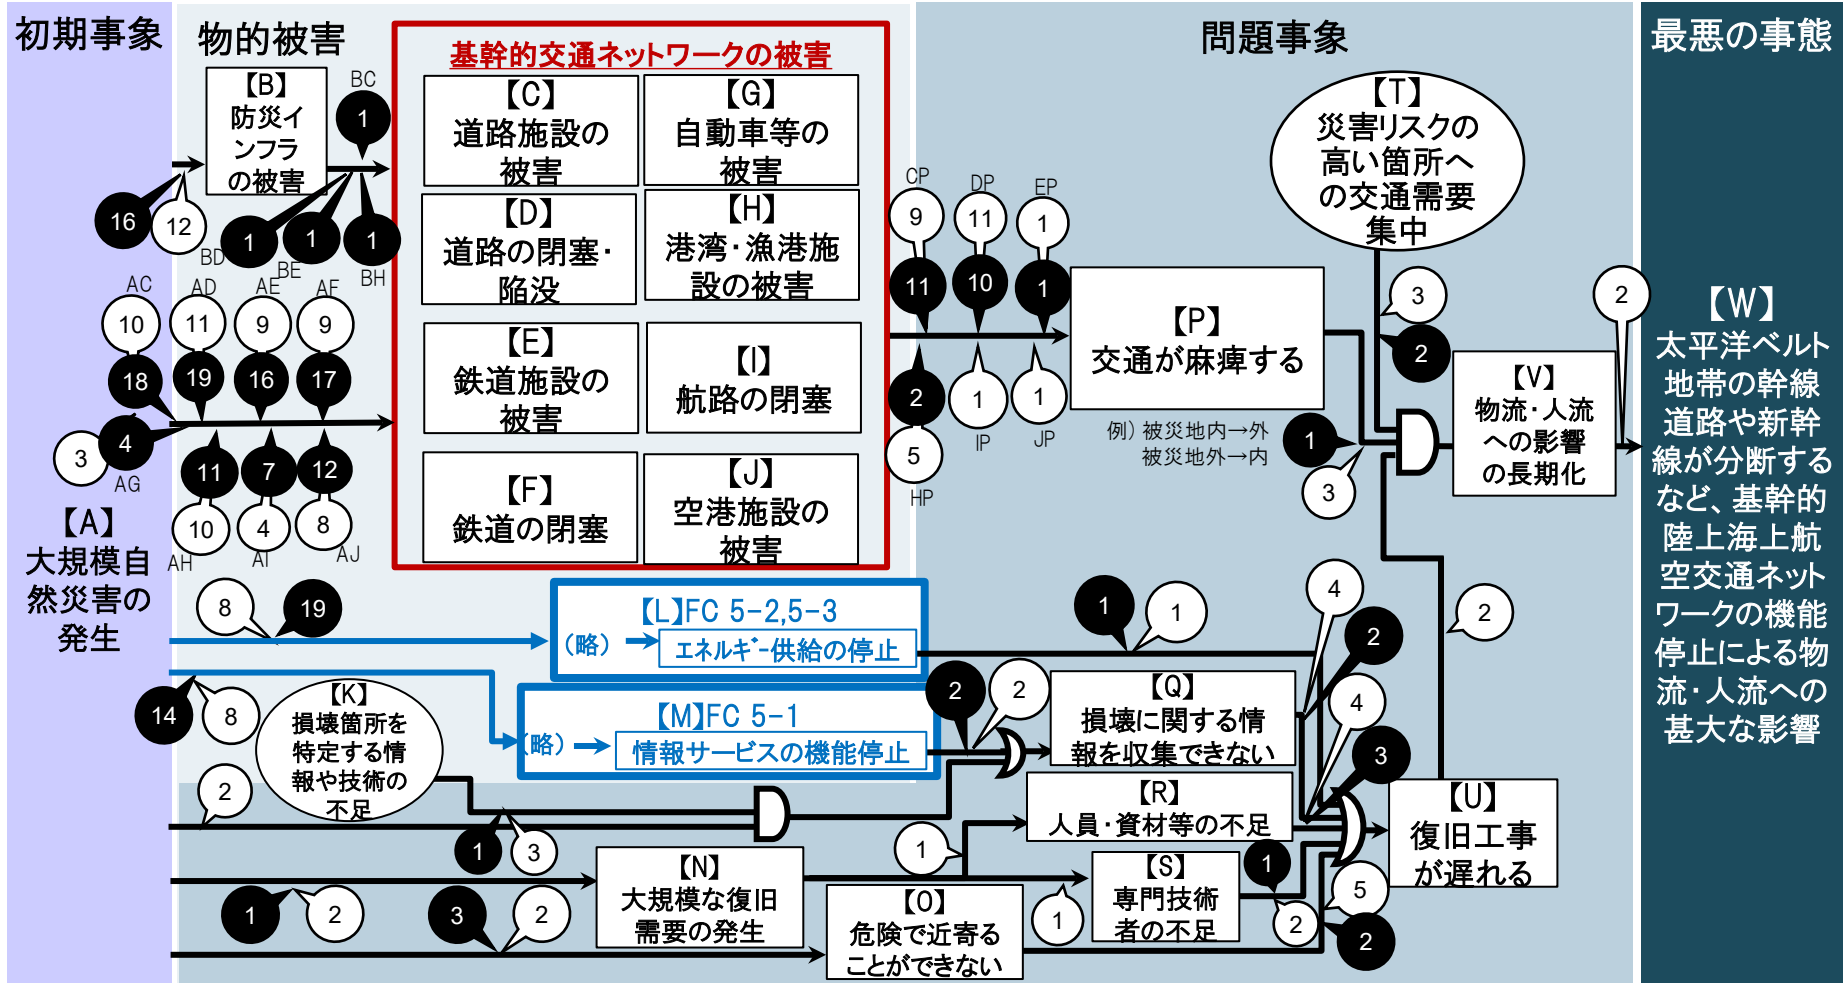 初期事象
物的被害
問題事象
最悪の事態
基幹的交通ネットワークの被害
【B】
防災イ
ンフラ
の被害
BC
1
16
12
1
1
1
BD
BE
BH
【C】
道路施設の
被害
【G】
自動車等の
被害
【D】
道路の閉塞・
陥没
【H】
港湾・漁港施
設の被害
【E】
鉄道施設の
被害
【I】
航路の閉塞
【F】
鉄道の閉塞
【J】
空港施設の
被害
AC
AD
AE
AF
10
11
9
9
18
19
16
17
3
4
AG
11
7
12
10
4
8
AH
AI
AJ
【A】
大規模自
然災害の
発生
CP
DP
EP
9
11
1
11
10
1
2
1
1
5
IP
JP
HP
【P】
交通が麻痺する
例）被災地内→外
被災地外→内
【T】
災害リスクの
高い箇所へ
の交通需要
集中
3
2
1
3
2
【V】
物流・人流
への影響
の長期化
【W】
太平洋ベルト
地帯の幹線
道路や新幹
線が分断する
など、基幹的
陸上海上航
空交通ネット
ワークの機能
停止による物
流・人流への
甚大な影響
8
19
【L】FC 5-2,5-3
（略）
エネルギー供給の停止
1
1
4
2
2
14
8
【K】
損壊箇所を
特定する情
報や技術の
不足
【M】FC 5-1
（略）
情報サービスの機能停止
2
2
【Q】
損壊に関する情
報を収集できない
4
3
2
1
3
【R】
人員・資材等の不足
【U】
復旧工事
が遅れる
1
1
2
【N】
大規模な復旧
需要の発生
3
2
【O】
危険で近寄る
ことができない
1
【S】
専門技術
者の不足
1
2
5
2